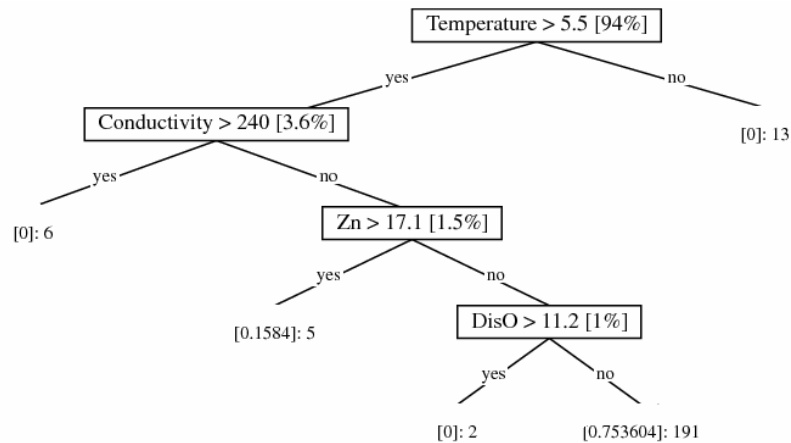 Temperature > 5.5 [94%]
yes
no
Conductivity > 240 [3.6%]
[0]: 13
yes
no
[0]: 6
Zn > 17.1 [1.5%]
yes
no
[0.1584]: 5
DisO > 11.2 [1%]
yes
no
[0]: 2
[0.753604]: 191